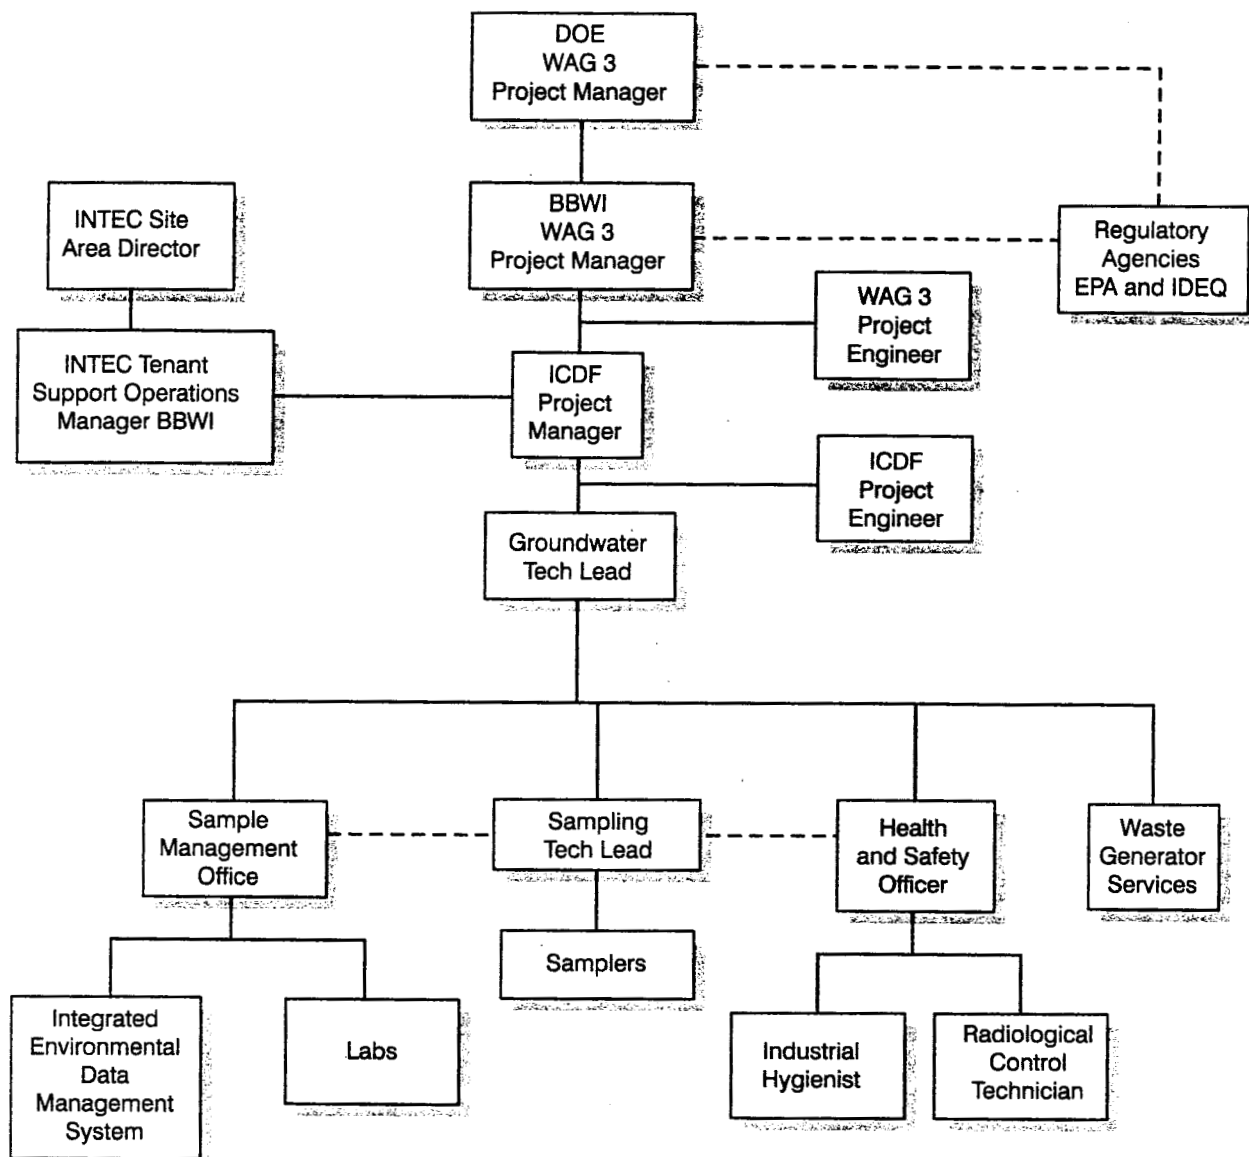 DOE
WAG 3
Project Manager
INTEC Site
Area Director
BBWI
WAG 3
Project Manager
Regulatory
Agencies
EPA and IDEQ
WAG 3
Project
Engineer
INTEC Tenant
Support Operations
Manager BBWI
ICDF
Project
Manager
ICDF
Project
Engineer
Groundwater
Tech Lead
Sample
Management
Office
Sampling
Tech Lead
Health
and Safety
Officer
Waste
Generator
Services
Samplers
Integrated
Environmental
Data
Management
System
Labs
Industrial
Hygienist
Radiological
Control
Technician